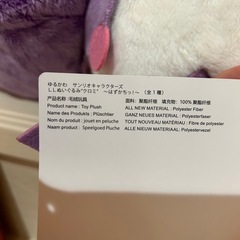 ゆるかわ サンリオキャラクターズ
LLぬいぐるみ"クロミ" ～はずかちっ!～ (全1種)
产品名称:毛绒玩具 面料:聚酯纤维 填充物:100%聚酯纤维
Name : Toy Plush ALL NEW MATERIAL : Polyester Fiber
Name des Produkts : Plüschtier GANZ NEUES MATERIAL : Polyesterfaser
Nom du produit : jouet en peluche TOUT NOUVEAU MATÉRIAU : Fibre de polyester
Naam product : Speelgoed Pluche ALLE NIEUW MATERIAAL : Polyestervezel